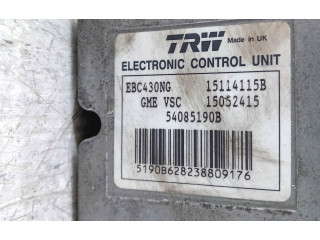 TRW Made in UK
ELECTRONIC CONTROL UNIT
EBC430NG 15114115B
GME VSC 15052415
54085190B
5190B628238809176